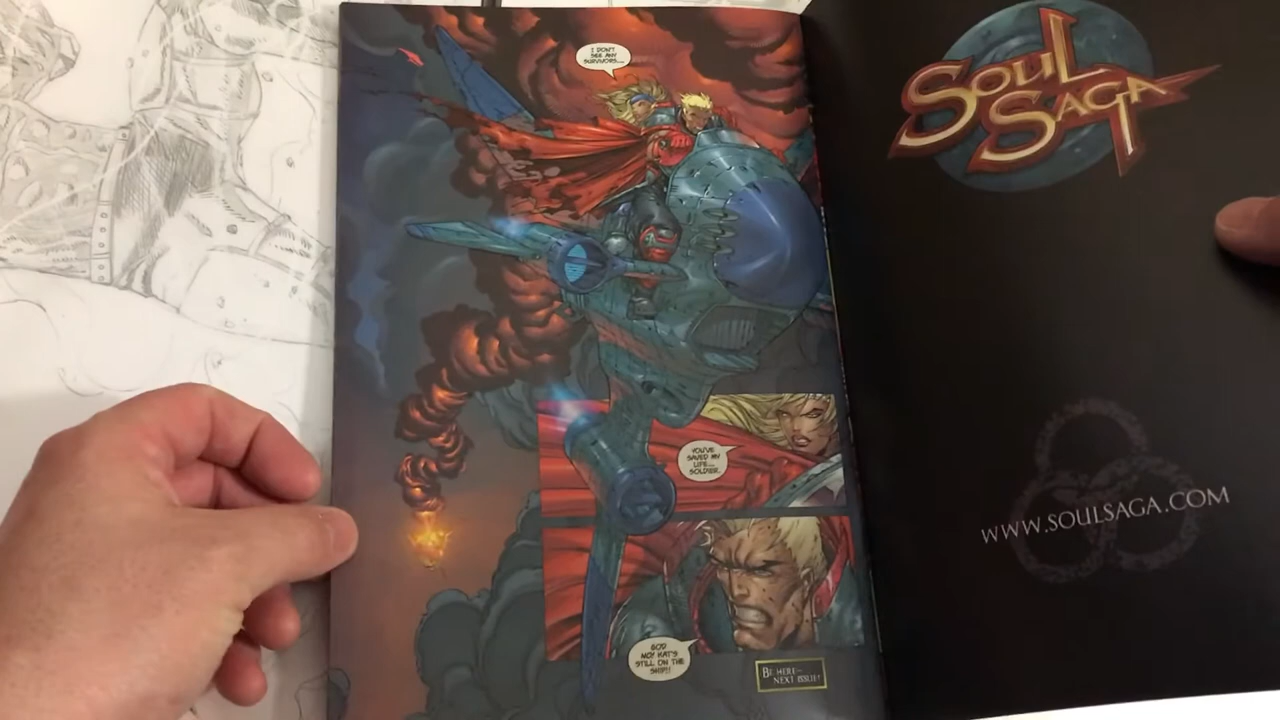 I DON'T
SEE ANY
SURVIVORS...
YOU'VE
SAVED MY
LIFE...
SOLDIER.
GOD
NO!! KAT'S
STILL ON THE
SHIP!!
BE HERE--
NEXT ISSUE!
SOUL
SAGA
WWW.SOULSAGA.COM